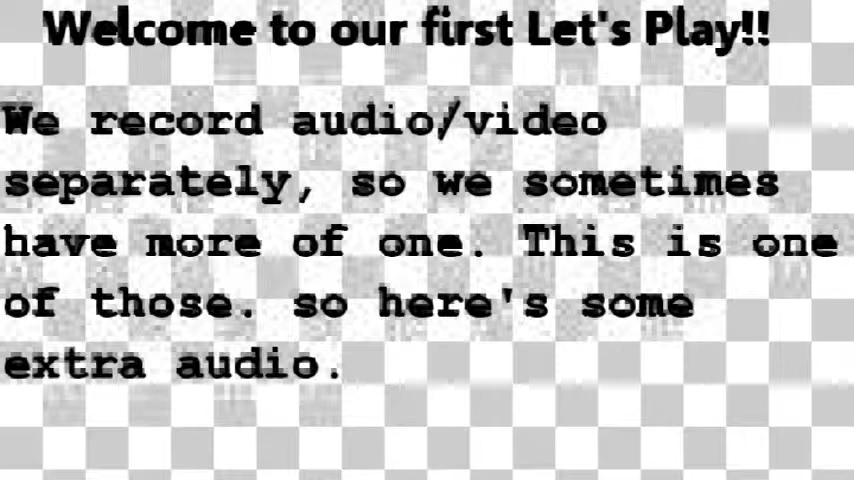 Welcome to our first Let's Play!!
We record audio/video
separately, so we sometimes
have more of one. This is one
of those. so here's some
extra audio.